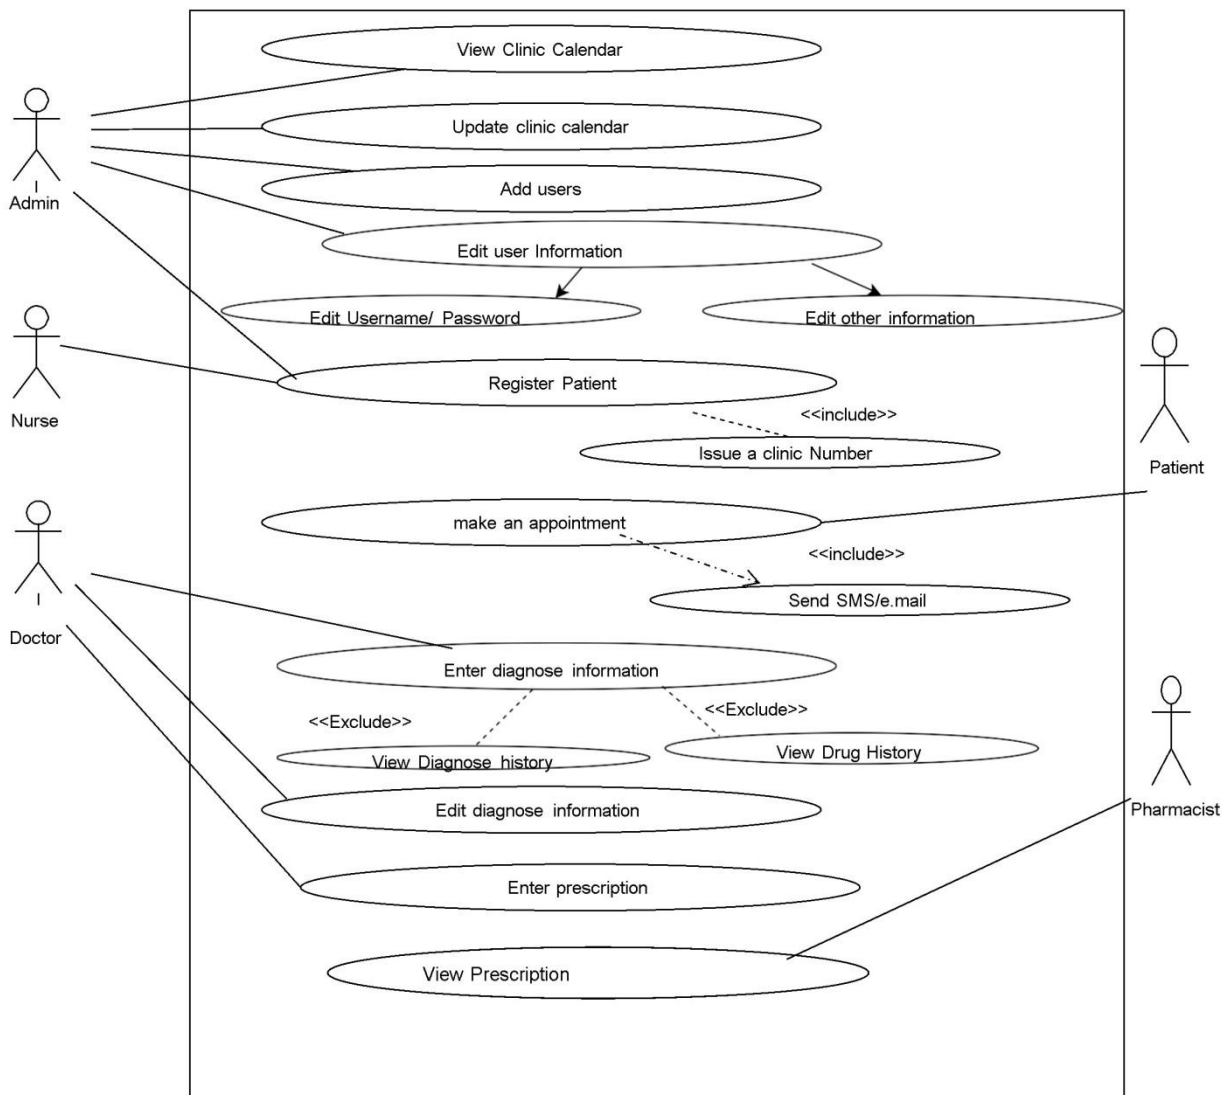 View Clinic Calendar
Update clinic calendar
Admin
Add users
Edit user Information
Edit Username/ Password
Edit other information
Nurse
Register Patient
<<include>>
Issue a clinic Number
Patient
make an appointment
<<include>>
Send SMS/e.mail
Doctor
Enter diagnose information
<<Exclude>>
<<Exclude>>
View Diagnose history
View Drug History
Edit diagnose information
Pharmacist
Enter prescription
View Prescription